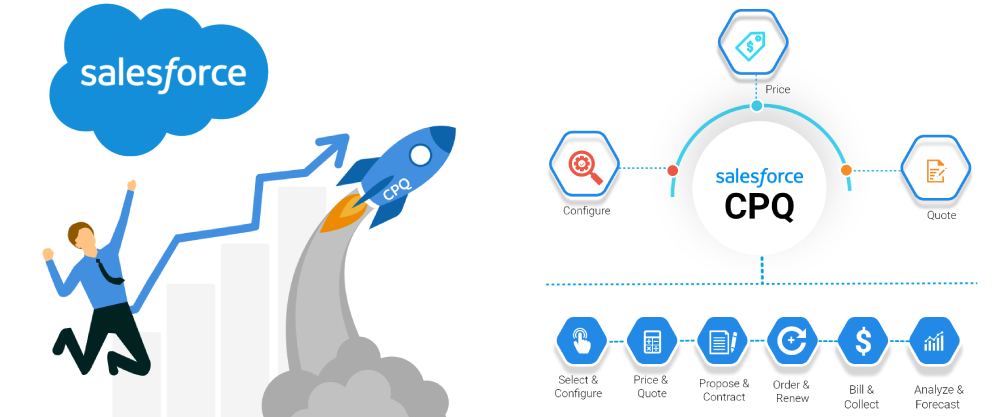 salesforce
CPQ
Price
Configure
Quote
salesforce
CPQ
Select &
Configure
Price &
Quote
Propose &
Contract
Order &
Renew
Bill &
Collect
Analyze &
Forecast